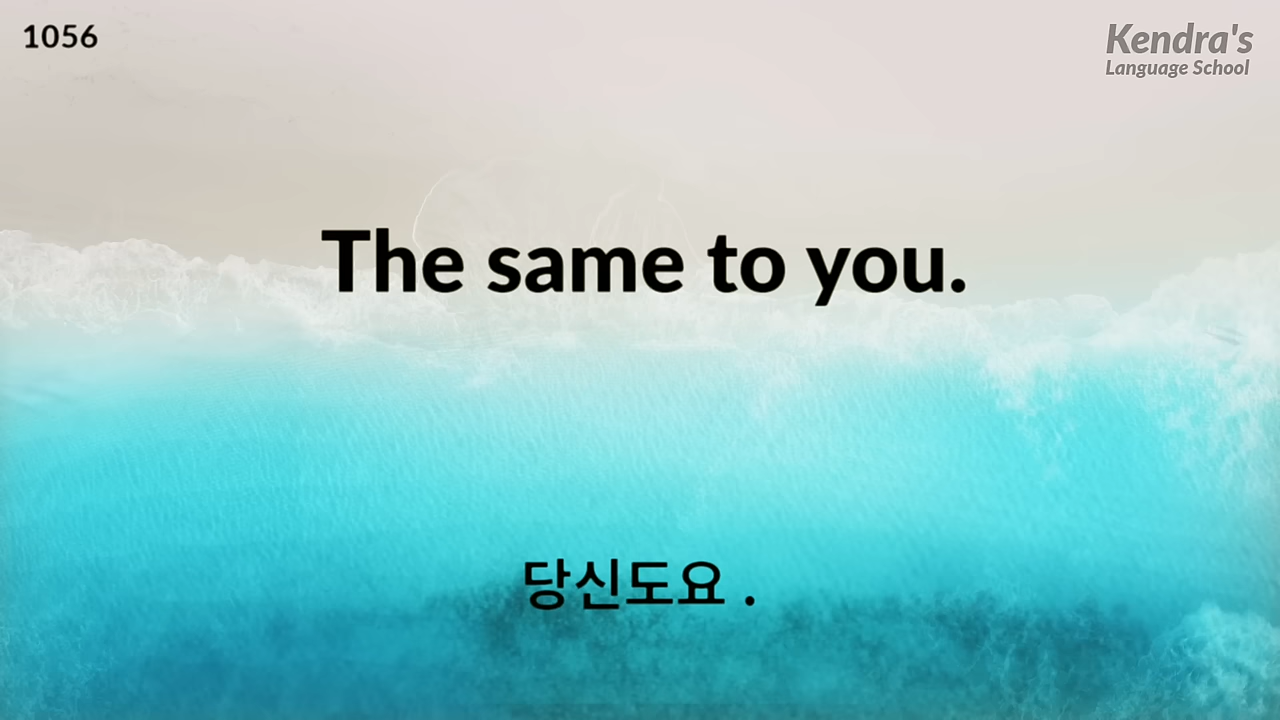 1056
Kendra's
Language School
The same to you.
당신도요 .